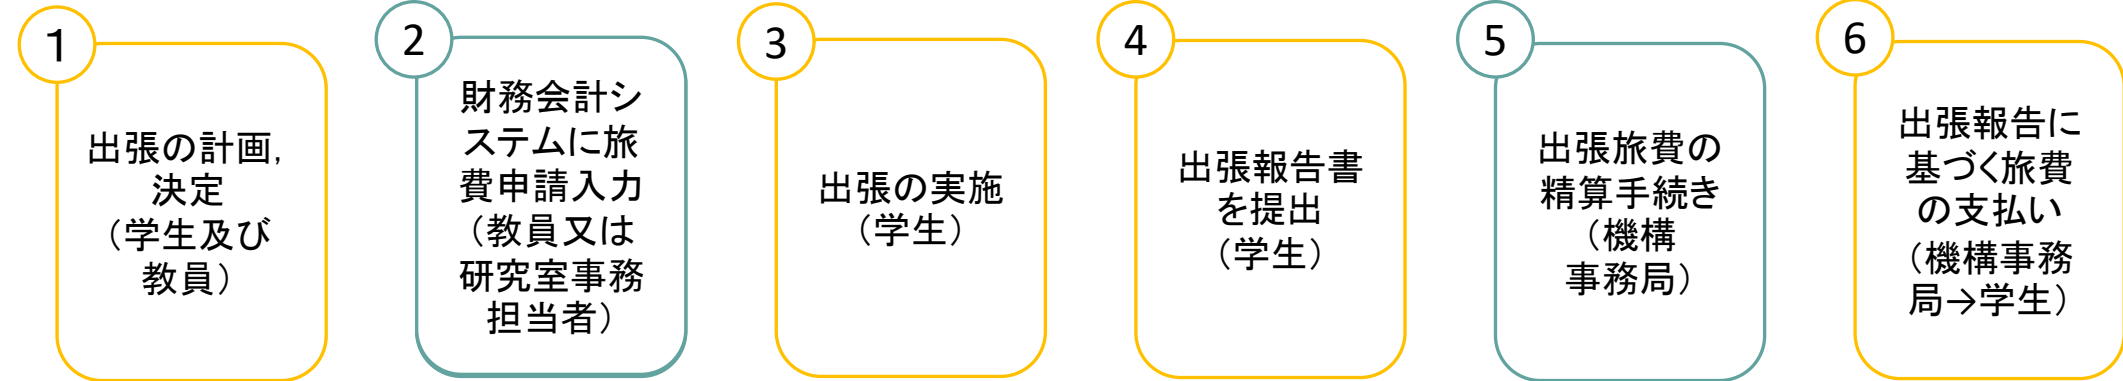 1
出張の計画,
決定
（学生及び
教員）
2
財務会計シ
ステムに旅
費申請入力
（教員又は
研究室事務
担当者）
3
出張の実施
（学生）
4
出張報告書
を提出
（学生）
5
出張旅費の
精算手続き
（機構
事務局）
6
出張報告に
基づく旅費
の支払い
（機構事務
局→学生）